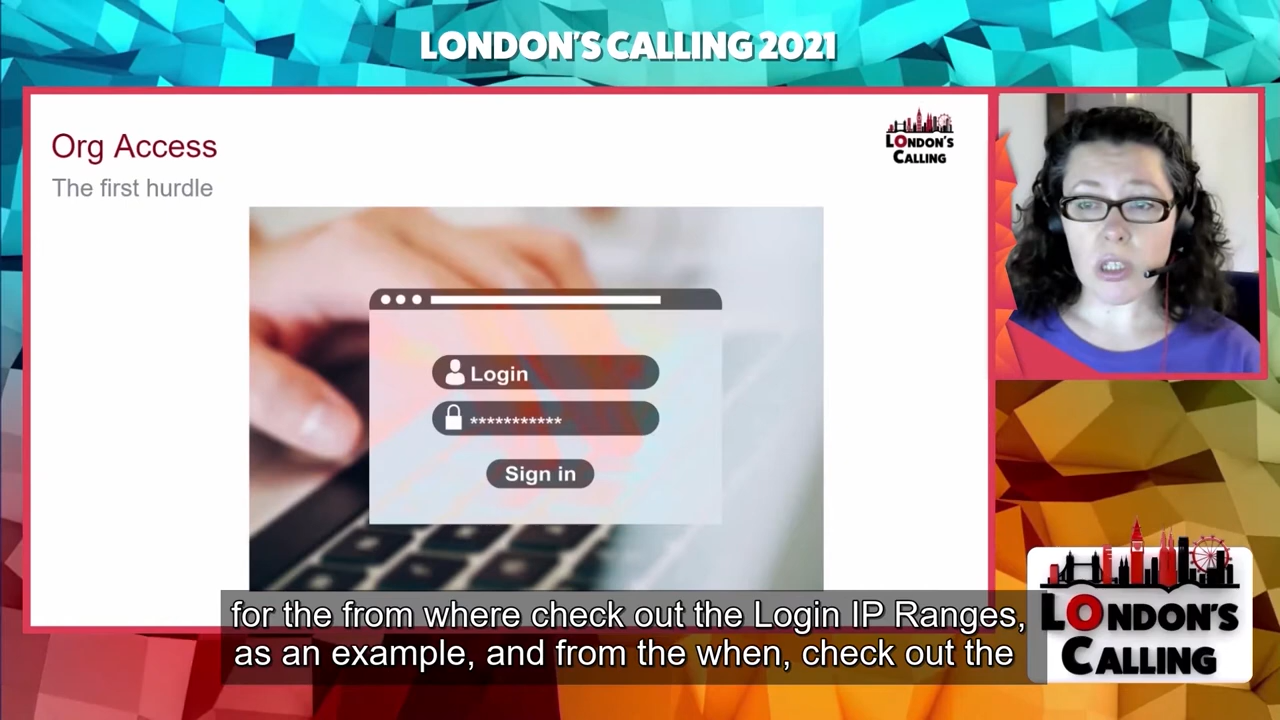 LONDON'S CALLING 2021
Org Access
The first hurdle
LONDON'S
CALLING
Login
***********
Sign in
for the from where check out the Login IP Ranges,
as an example, and from the when, check out the
LONDON'S
CALLING